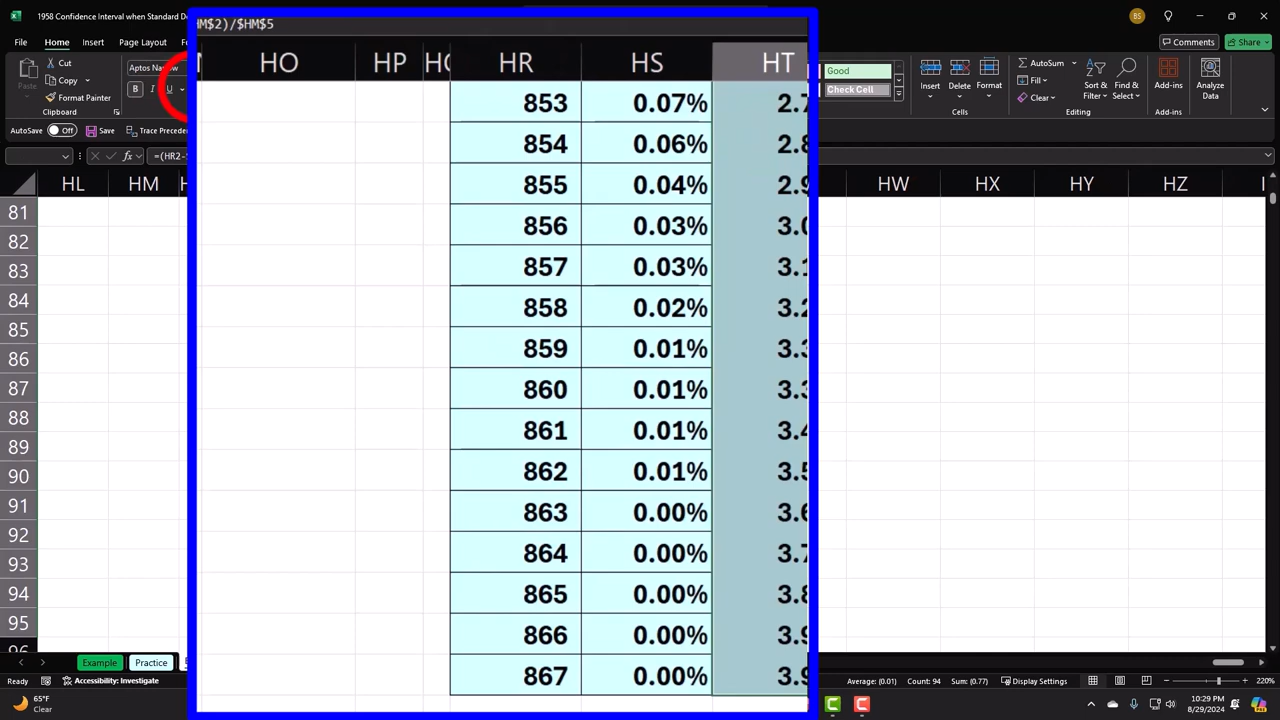 1958 Confidence Interval when Standard De
BS
Home
Insert
Page Layout
Comments
Share
Cut
Copy
Format Painter
Clipboard
Aptos Narrow
B
I
U
Good
Check Cell
Insert
Delete
Format
Cells
AutoSum
Fill
Clear
Sort & Filter
Find & Select
Editing
Add-ins
Add-ins
Analyze Data
AutoSave
Off
Save
Trace Precede
fx
=(HR2-
HM$2)/$HM$5
HL
HM
HO
HP
HR
HS
HT
HW
HX
HY
HZ
853 0.07% 2.7
854 0.06% 2.8
855 0.04% 2.9
856 0.03% 3.0
857 0.03% 3.1
858 0.02% 3.2
859 0.01% 3.3
860 0.01% 3.3
861 0.01% 3.4
862 0.01% 3.5
863 0.00% 3.6
864 0.00% 3.7
865 0.00% 3.8
866 0.00% 3.9
867 0.00% 3.9
81
82
83
84
85
86
87
88
89
90
91
92
93
94
95
Example
Practice
Ready
Accessibility: Investigate
Average: (0.01)
Count: 94
Sum: (0.77)
Display Settings
218%
65°F
Clear
10:29 PM
8/29/2024